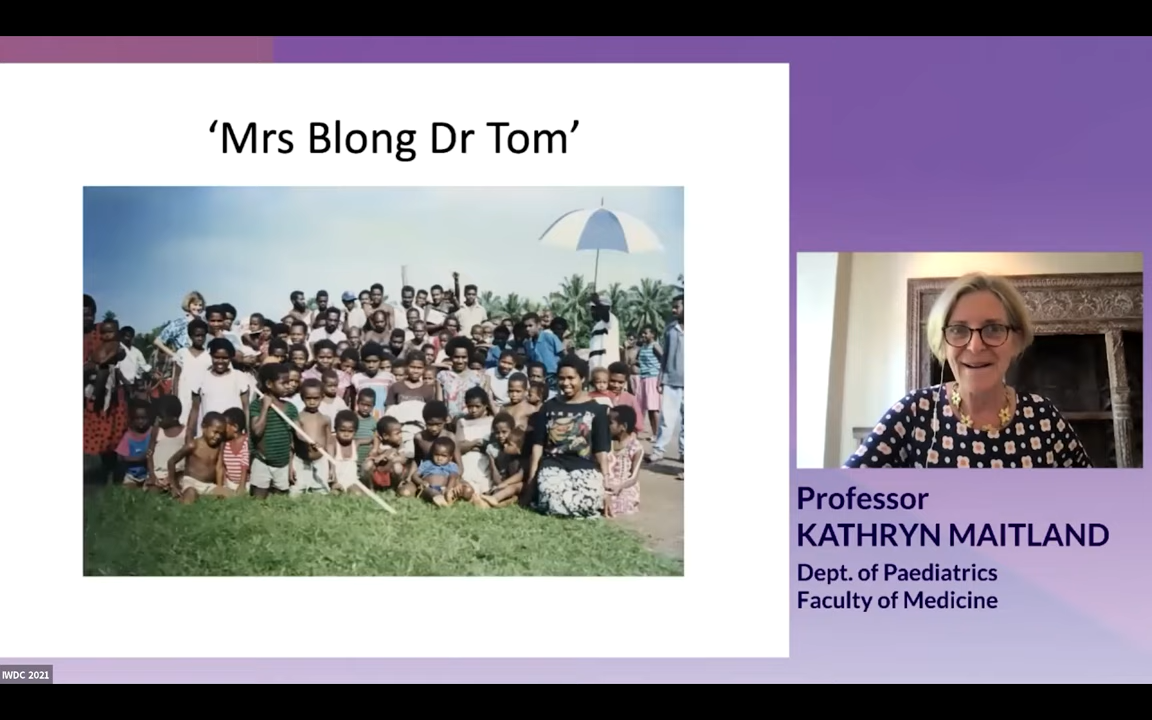 ‘Mrs Blong Dr Tom’
Professor
KATHRYN MAITLAND
Dept. of Paediatrics
Faculty of Medicine
IWDC 2021